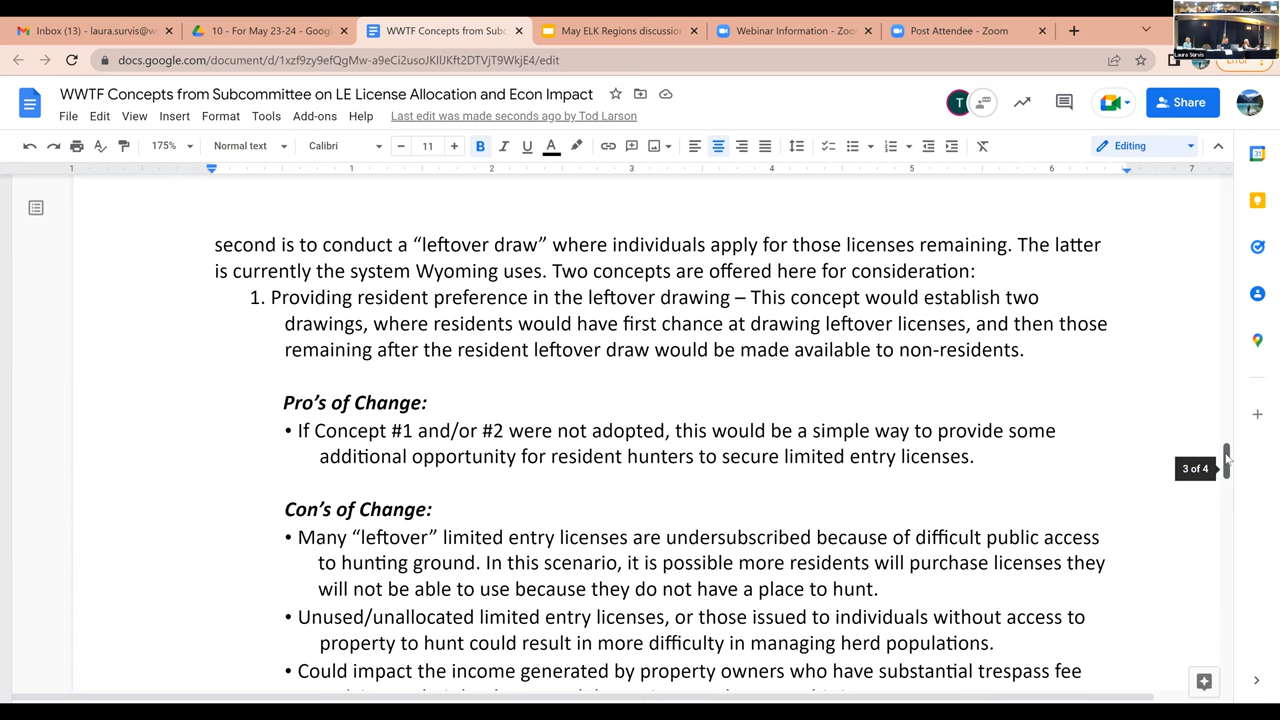 Inbox (13) - laura.survis@w
10 - For May 23-24 - Goog
WWTF Concepts from Subc
May ELK Regions discussio
Webinar Information - Zoo
Post Attendee - Zoom
Laura Survis
docs.google.com/document/d/
/edit
Error
WWTF Concepts from Subcommittee on LE License Allocation and Econ Impact
T
Share
File Edit View Insert Format Tools Add-ons Help Last edit was made seconds ago by Tod Larson
175% Normal text Calibri 11 B I U A Editing
1 1 2 3 4 5 6 7
second is to conduct a “leftover draw” where individuals apply for those licenses remaining. The latter
is currently the system Wyoming uses. Two concepts are offered here for consideration:
1. Providing resident preference in the leftover drawing – This concept would establish two
drawings, where residents would have first chance at drawing leftover licenses, and then those
remaining after the resident leftover draw would be made available to non-residents.
Pro’s of Change:
• If Concept #1 and/or #2 were not adopted, this would be a simple way to provide some
additional opportunity for resident hunters to secure limited entry licenses.
3 of 4
Con’s of Change:
• Many “leftover” limited entry licenses are undersubscribed because of difficult public access
to hunting ground. In this scenario, it is possible more residents will purchase licenses they
will not be able to use because they do not have a place to hunt.
• Unused/unallocated limited entry licenses, or those issued to individuals without access to
property to hunt could result in more difficulty in managing herd populations.
• Could impact the income generated by property owners who have substantial trespass fee